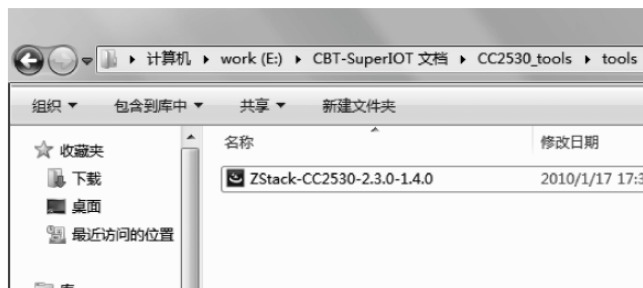 计算机 work (E:) CBT-SuperIOT 文档 CC2530_tools tools
组织 包含到库中 共享 新建文件夹
名称 修改日期
收藏夹
ZStack-CC2530-2.3.0-1.4.0 2010/1/17 17:3
下载
桌面
最近访问的位置
库